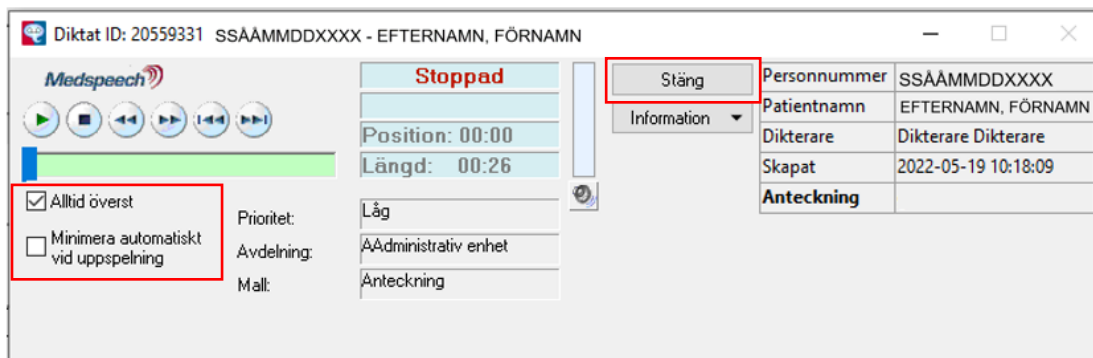 Diktat ID: 20559331 SSÅÅMMDDXXXX - EFTERNAMN, FÖRNAMN
Medspeech
Stoppad
Position: 00:00
Längd: 00:26
Alltid överst
Minimera automatiskt
vid uppspelning
Prioritet: Låg
Avdelning: AAdministrativ enhet
Mall: Anteckning
Stäng
Information
Personnummer SSÅÅMMDDXXXX
Patientnamn EFTERNAMN, FÖRNAMN
Dikterare Dikterare Dikterare
Skapat 2022-05-19 10:18:09
Anteckning